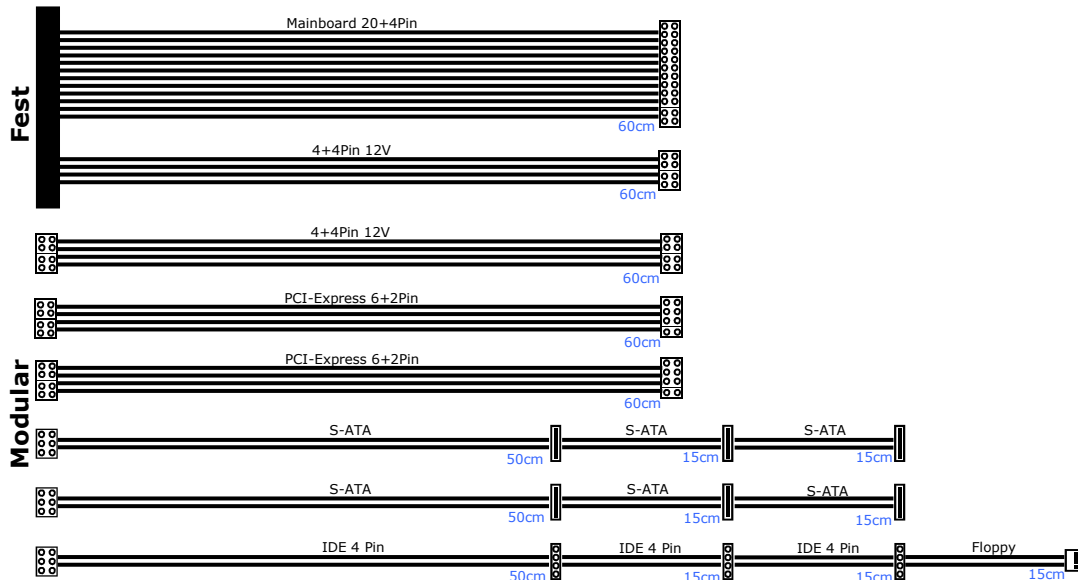 Fest
Mainboard 20+4Pin
60cm
4+4Pin 12V
60cm
Modular
4+4Pin 12V
60cm
PCI-Express 6+2Pin
60cm
PCI-Express 6+2Pin
60cm
S-ATA S-ATA S-ATA
50cm 15cm 15cm
S-ATA S-ATA S-ATA
50cm 15cm 15cm
IDE 4 Pin IDE 4 Pin IDE 4 Pin Floppy
50cm 15cm 15cm 15cm